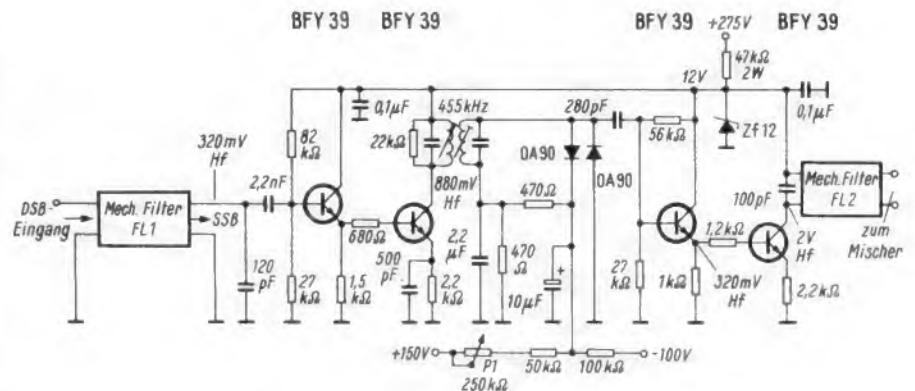 BFY 39 BFY 39 BFY 39 BFY 39
+275V
47kΩ
2W
12V
0,1µF
455kHz
280pF
0,1µF
82
kΩ
22kΩ
56kΩ
Zf 12
320mV
Hf
2,2nF
OA90
OA90
880mV
Hf
470Ω
100pF
Mech. Filter
FL2
DSB-
Eingang
Mech. Filter
FL1
SSB
680Ω
1,2kΩ
2V
Hf
zum
Mischer
120
pF
27
kΩ
1,5
kΩ
500
pF
2,2
kΩ
2,2
µF
470
Ω
10µF
+
27
kΩ
1kΩ
320mV
Hf
2,2kΩ
+150V
P1
250kΩ
50kΩ
100kΩ
-100V